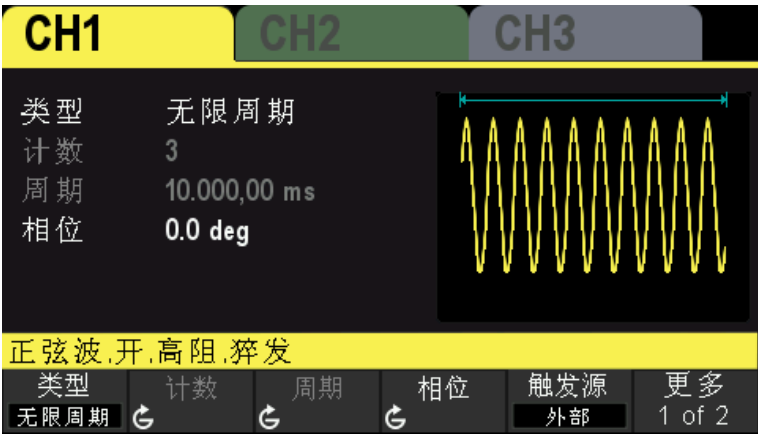 CH1 CH2 CH3
类型 无限周期
计数 3
周期 10.000,00 ms
相位 0.0 deg
正弦波,开,高阻,猝发
类型 计数 周期 相位 触发源 更多
无限周期 外部 1 of 2